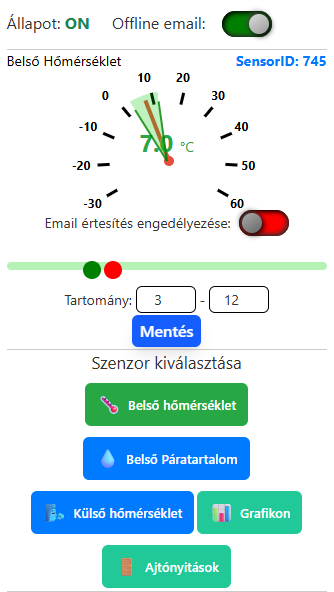 Állapot: ON Offline email:
Belső Hőmérséklet SensorID: 745
-30 -20 -10 0 10 20 30 40 50 60
7.0 °C
Email értesítés engedélyezése:
Tartomány: 3 - 12
Mentés
Szenzor kiválasztása
Belső hőmérséklet
Belső Páratartalom
Külső hőmérséklet Grafikon
Ajtónyitások